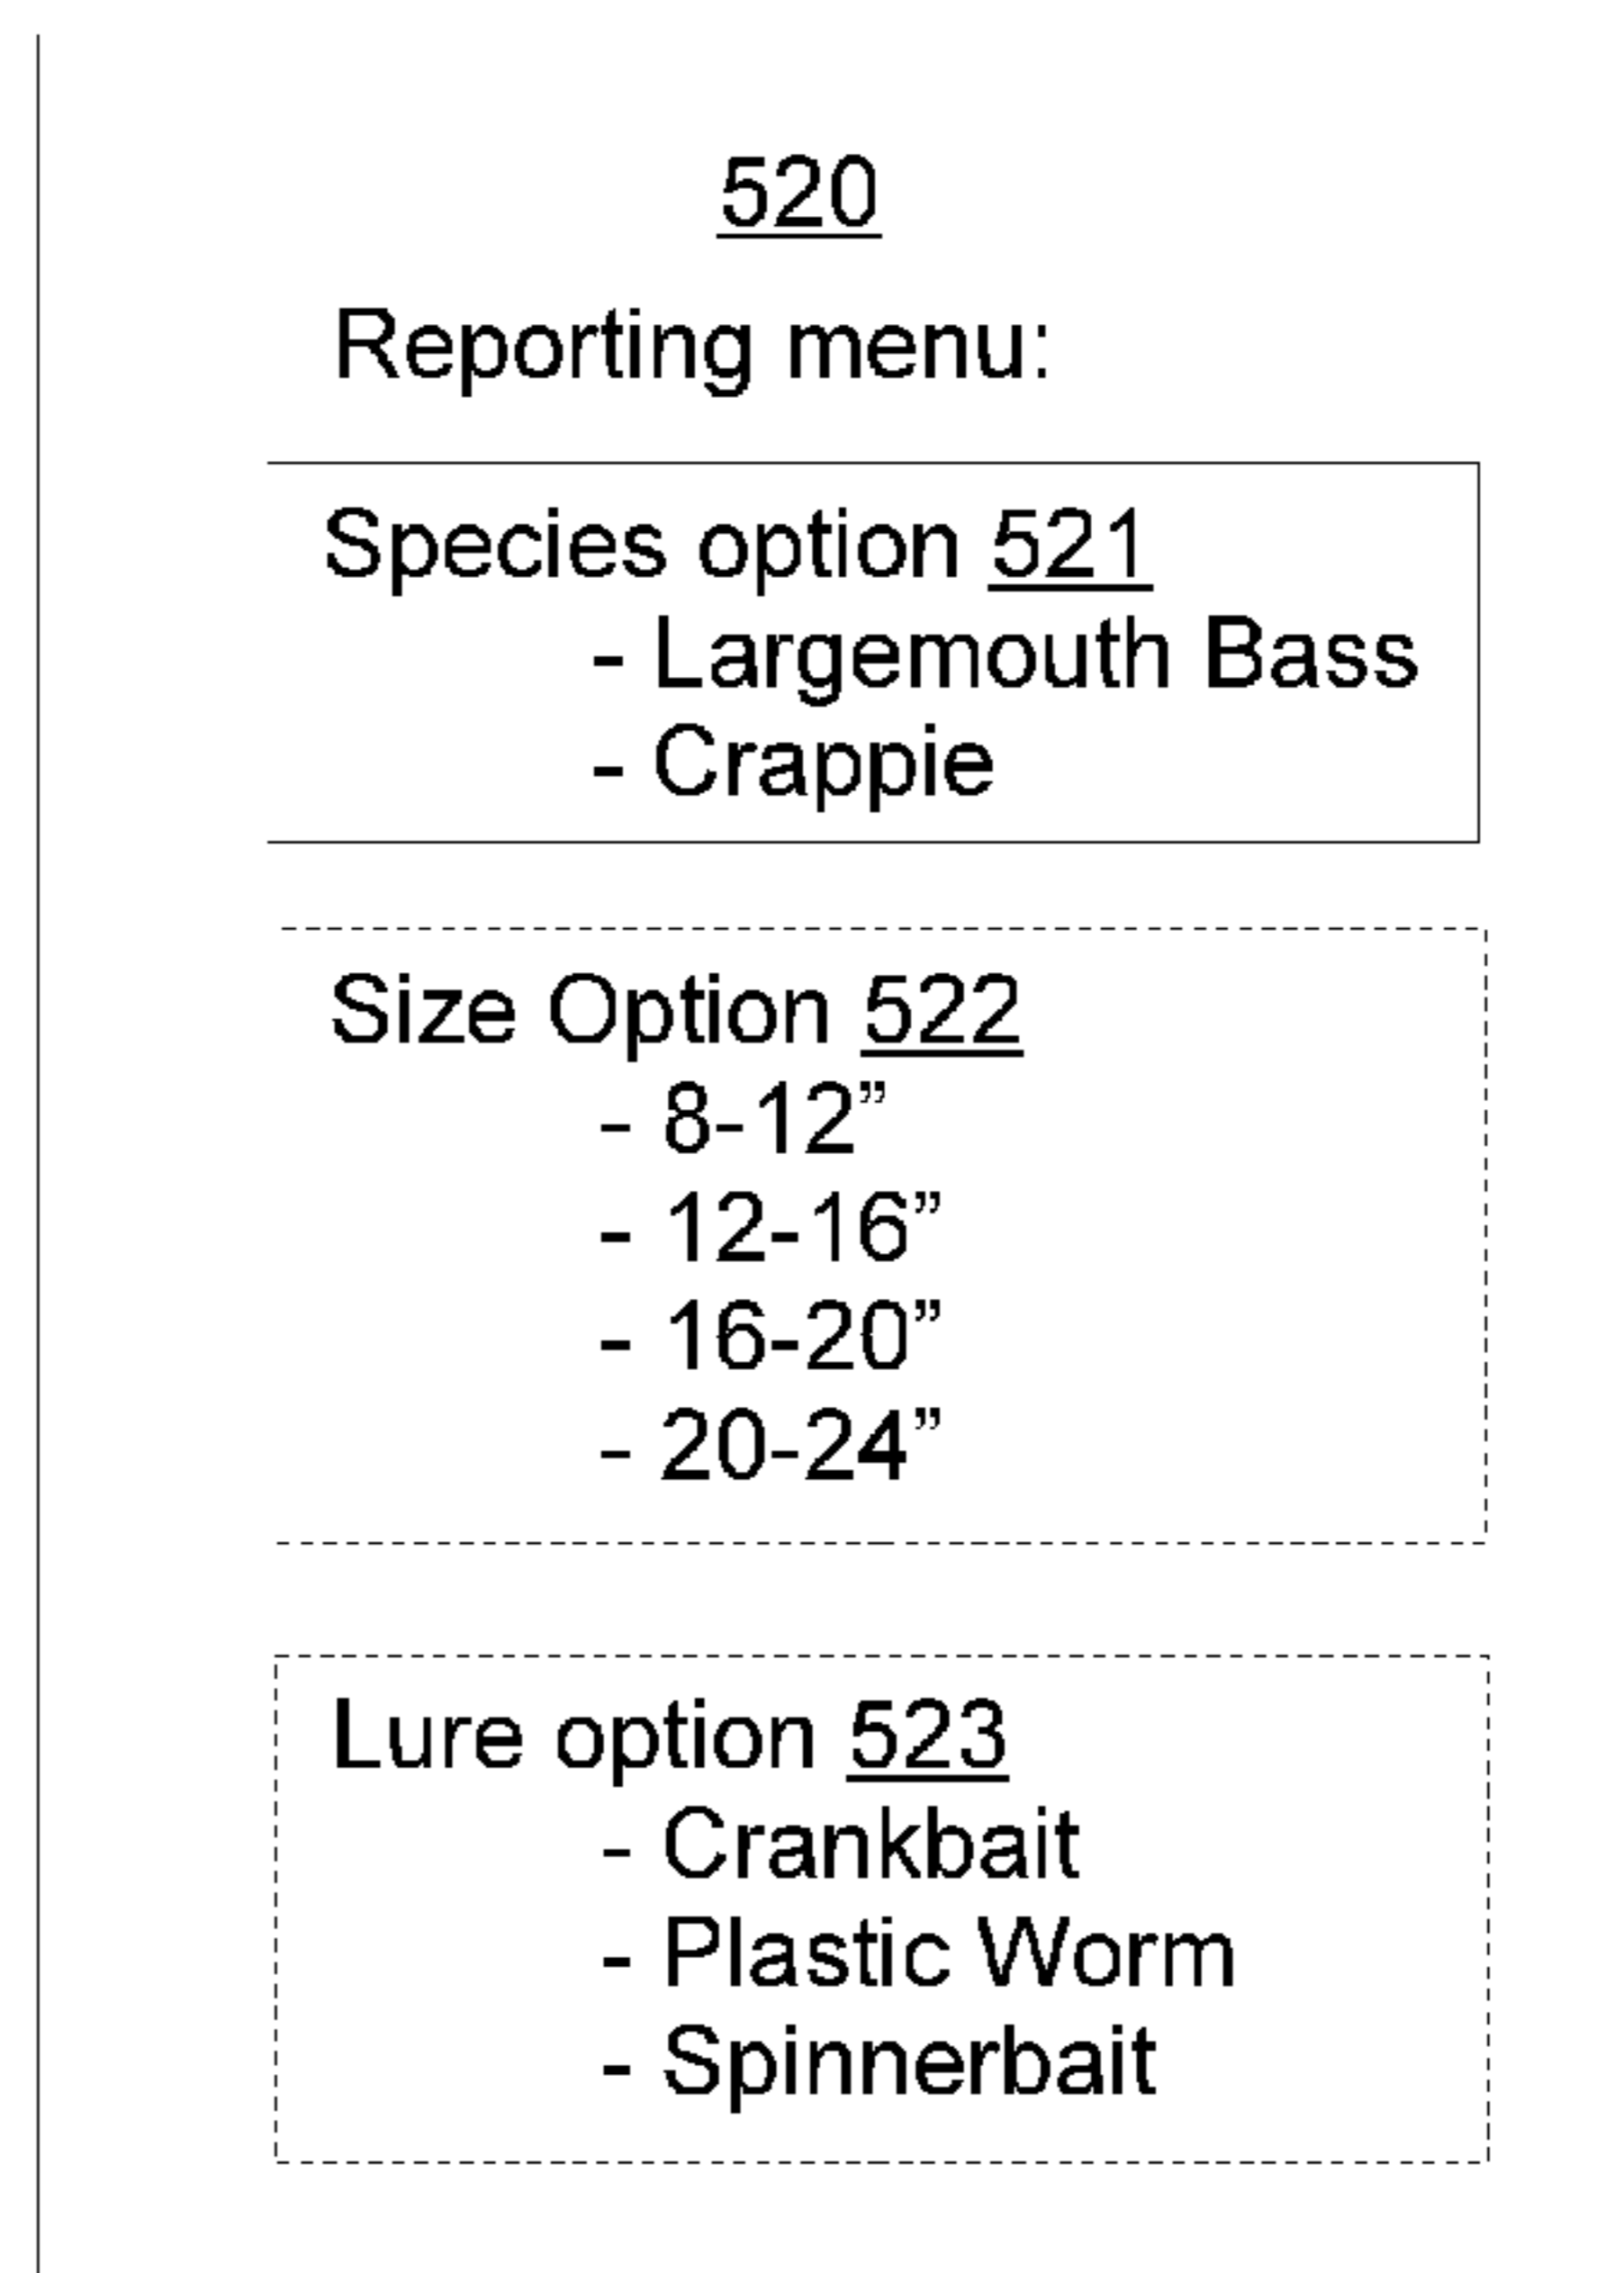 520
Reporting menu:
Species option 521
- Largemouth Bass
- Crappie
Size Option 522
- 8-12”
- 12-16”
- 16-20”
- 20-24”
Lure option 523
- Crankbait
- Plastic Worm
- Spinnerbait